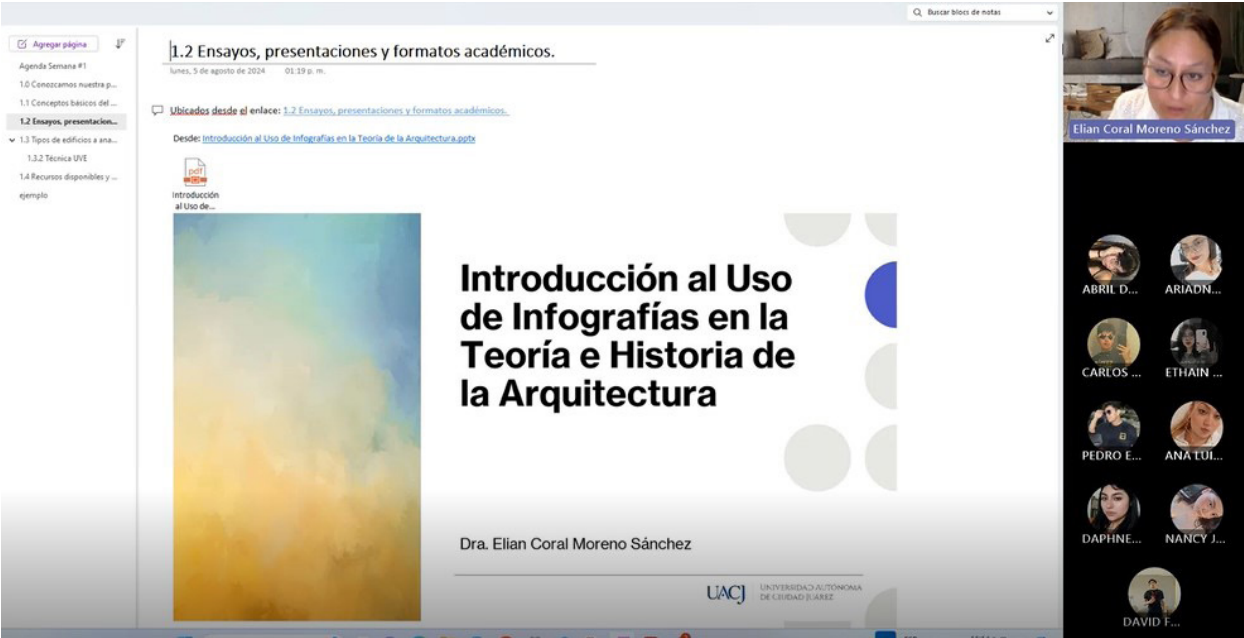 Buscar blocs de notas
Agregar página
Agenda Semana #1
1.0 Conozcamos nuestra p...
1.1 Conceptos básicos del ...
1.2 Ensayos, presentacion...
1.3 Tipos de edificios a ana...
1.3.2 Técnica UVE
1.4 Recursos disponibles y ...
ejemplo
1.2 Ensayos, presentaciones y formatos académicos.
lunes, 5 de agosto de 2024 01:19 p. m.
Ubicados desde el enlace: 1.2 Ensayos, presentaciones y formatos académicos.
Desde: Introducción al Uso de Infografías en la Teoría de la Arquitectura.pptx
pdf
Introducción
al Uso de...
Introducción al Uso
de Infografías en la
Teoría e Historia de
la Arquitectura
Dra. Elian Coral Moreno Sánchez
UACJ
UNIVERSIDAD AUTÓNOMA
DE CIUDAD JUÁREZ
Elian Coral Moreno Sánchez
ABRIL D...
ARIADN...
CARLOS ...
ETHAIN ...
PEDRO E...
ANA LUI...
DAPHNE...
NANCY J...
DAVID F...